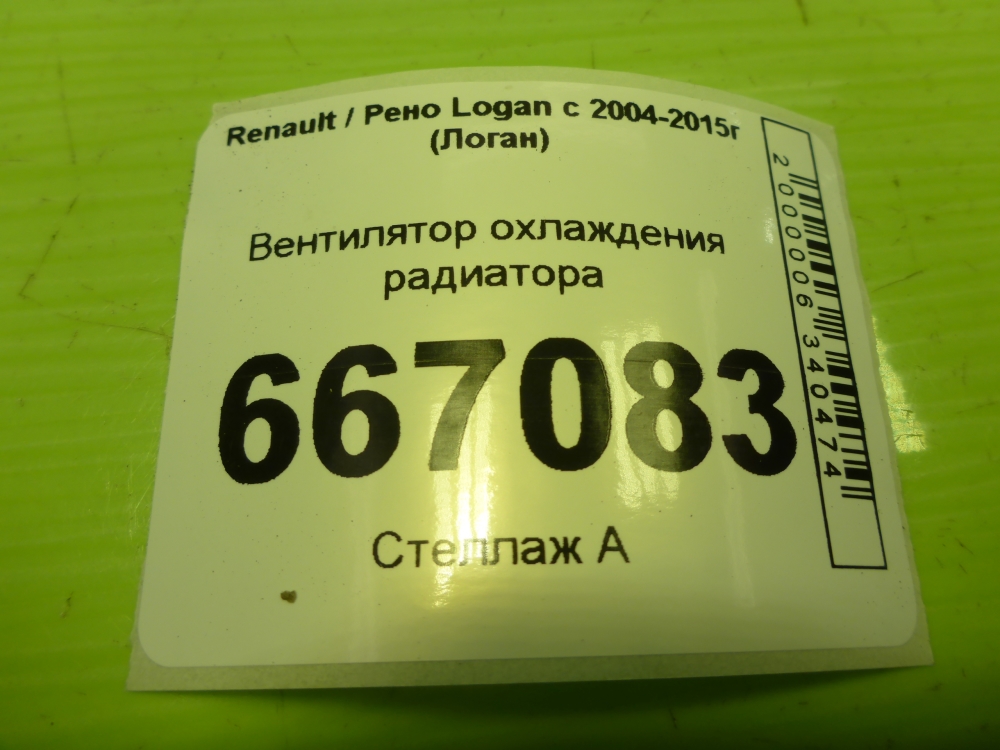 Renault / Рено Logan с 2004-2015г
(Логан)
Вентилятор охлаждения
радиатора
667083
Стеллаж А
2000006340474